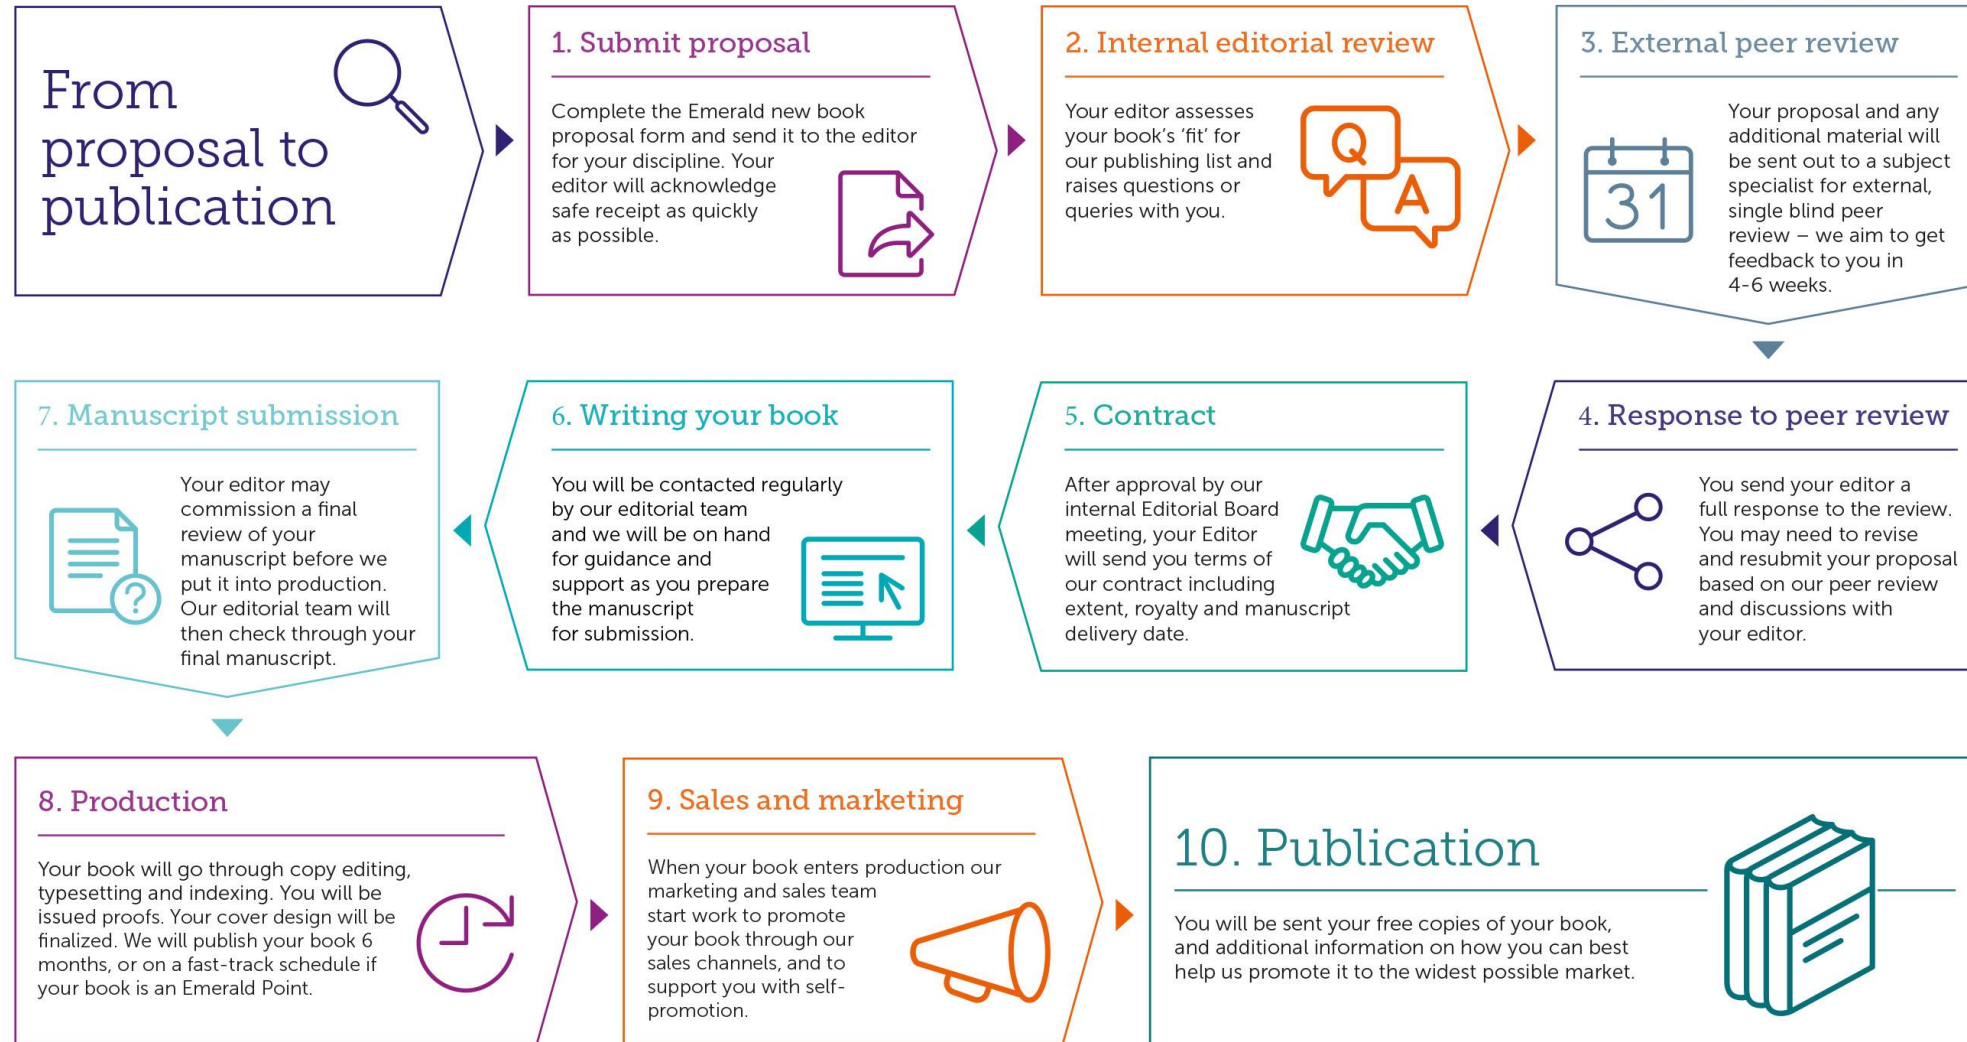 From
proposal to
publication
1. Submit proposal
Complete the Emerald new book
proposal form and send it to the editor
for your discipline. Your
editor will acknowledge
safe receipt as quickly
as possible.
2. Internal editorial review
Your editor assesses
your book's ‘fit’ for
our publishing list and
raises questions or
queries with you.
Q
A
3. External peer review
31
Your proposal and any
additional material will
be sent out to a subject
specialist for external,
single blind peer
review – we aim to get
feedback to you in
4-6 weeks.
4. Response to peer review
You send your editor a
full response to the review.
You may need to revise
and resubmit your proposal
based on our peer review
and discussions with
your editor.
5. Contract
After approval by our
internal Editorial Board
meeting, your Editor
will send you terms of
our contract including
extent, royalty and manuscript
delivery date.
6. Writing your book
You will be contacted regularly
by our editorial team
and we will be on hand
for guidance and
support as you prepare
the manuscript
for submission.
7. Manuscript submission
?
Your editor may
commission a final
review of your
manuscript before we
put it into production.
Our editorial team will
then check through your
final manuscript.
8. Production
Your book will go through copy editing,
typesetting and indexing. You will be
issued proofs. Your cover design will be
finalized. We will publish your book 6
months, or on a fast-track schedule if
your book is an Emerald Point.
9. Sales and marketing
When your book enters production our
marketing and sales team
start work to promote
your book through our
sales channels, and to
support you with self-
promotion.
10. Publication
You will be sent your free copies of your book,
and additional information on how you can best
help us promote it to the widest possible market.